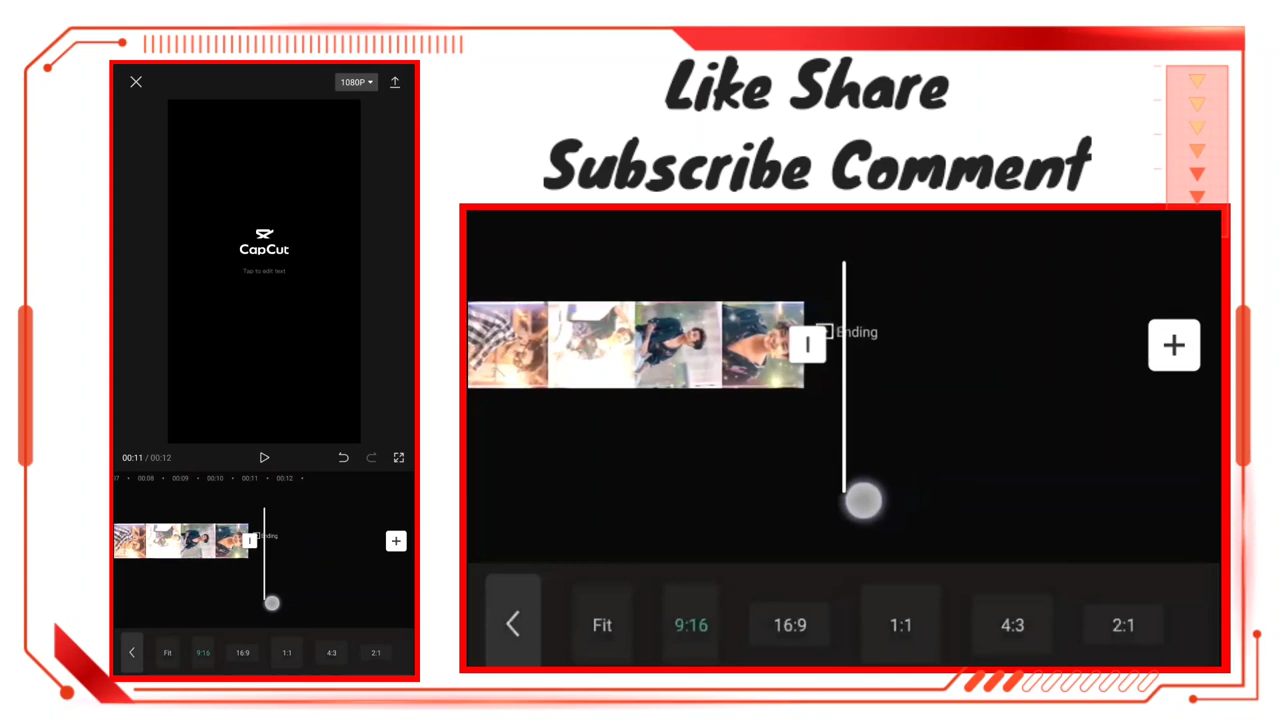 Like Share
Subscribe Comment
1080P
CapCut
Tap to edit text
00:11 / 00:12
00:08 00:09 00:10 00:11 00:12
Ending
Fit 9:16 16:9 1:1 4:3 2:1
Ending
Fit 9:16 16:9 1:1 4:3 2:1